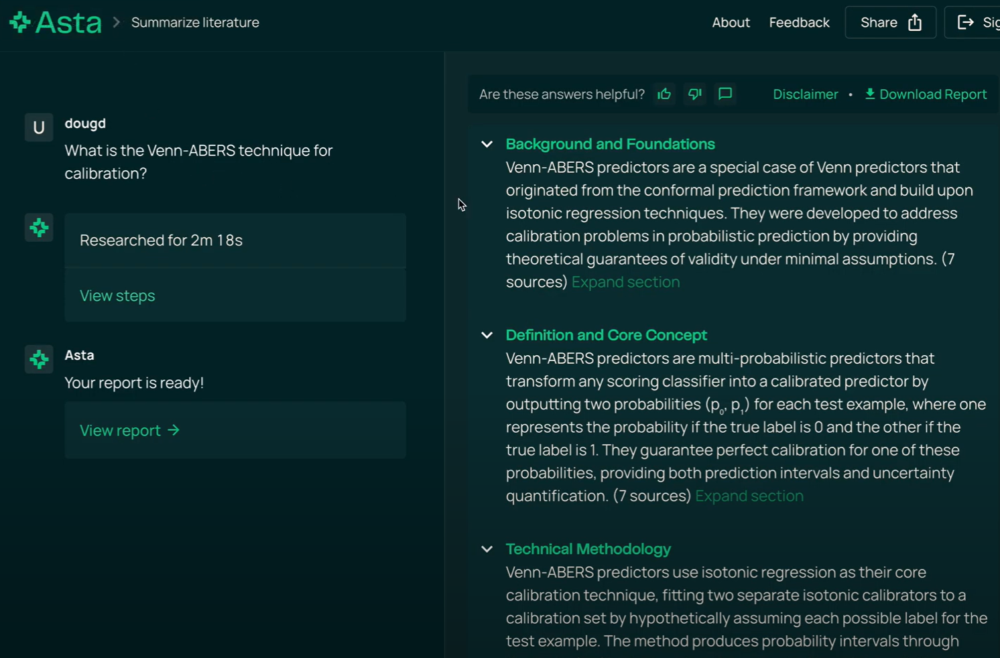 Asta > Summarize literature
About Feedback Share Sig
dougd
U
What is the Venn-ABERS technique for
calibration?
Researched for 2m 18s
View steps
Asta
Your report is ready!
View report →
Are these answers helpful? Disclaimer • Download Report
Background and Foundations
Venn-ABERS predictors are a special case of Venn predictors that
originated from the conformal prediction framework and build upon
isotonic regression techniques. They were developed to address
calibration problems in probabilistic prediction by providing
theoretical guarantees of validity under minimal assumptions. (7
sources) Expand section
Definition and Core Concept
Venn-ABERS predictors are multi-probabilistic predictors that
transform any scoring classifier into a calibrated predictor by
outputting two probabilities (p₀, p₁) for each test example, where one
represents the probability if the true label is 0 and the other if the
true label is 1. They guarantee perfect calibration for one of these
probabilities, providing both prediction intervals and uncertainty
quantification. (7 sources) Expand section
Technical Methodology
Venn-ABERS predictors use isotonic regression as their core
calibration technique, fitting two separate isotonic calibrators to a
calibration set by hypothetically assuming each possible label for the
test example. The method produces probability intervals through